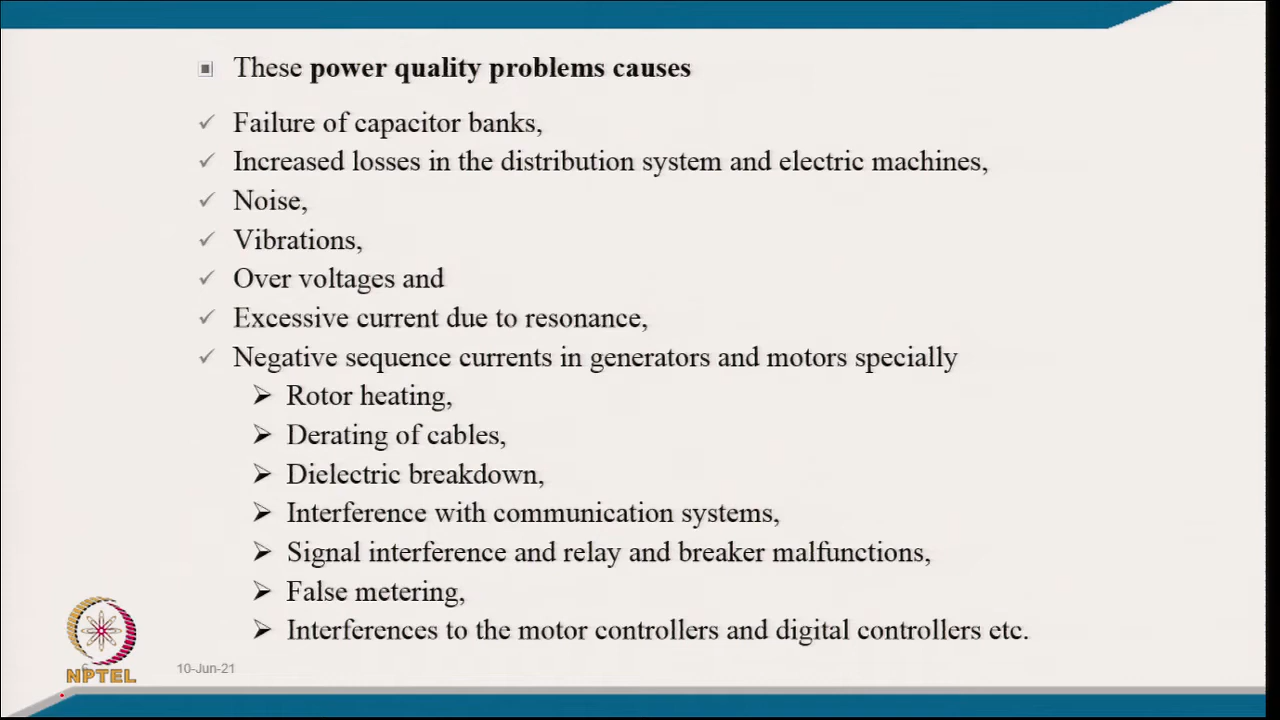 These power quality problems causes
Failure of capacitor banks,
Increased losses in the distribution system and electric machines,
Noise,
Vibrations,
Over voltages and
Excessive current due to resonance,
Negative sequence currents in generators and motors specially
Rotor heating,
Derating of cables,
Dielectric breakdown,
Interference with communication systems,
Signal interference and relay and breaker malfunctions,
False metering,
Interferences to the motor controllers and digital controllers etc.
NPTEL
10-Jun-21